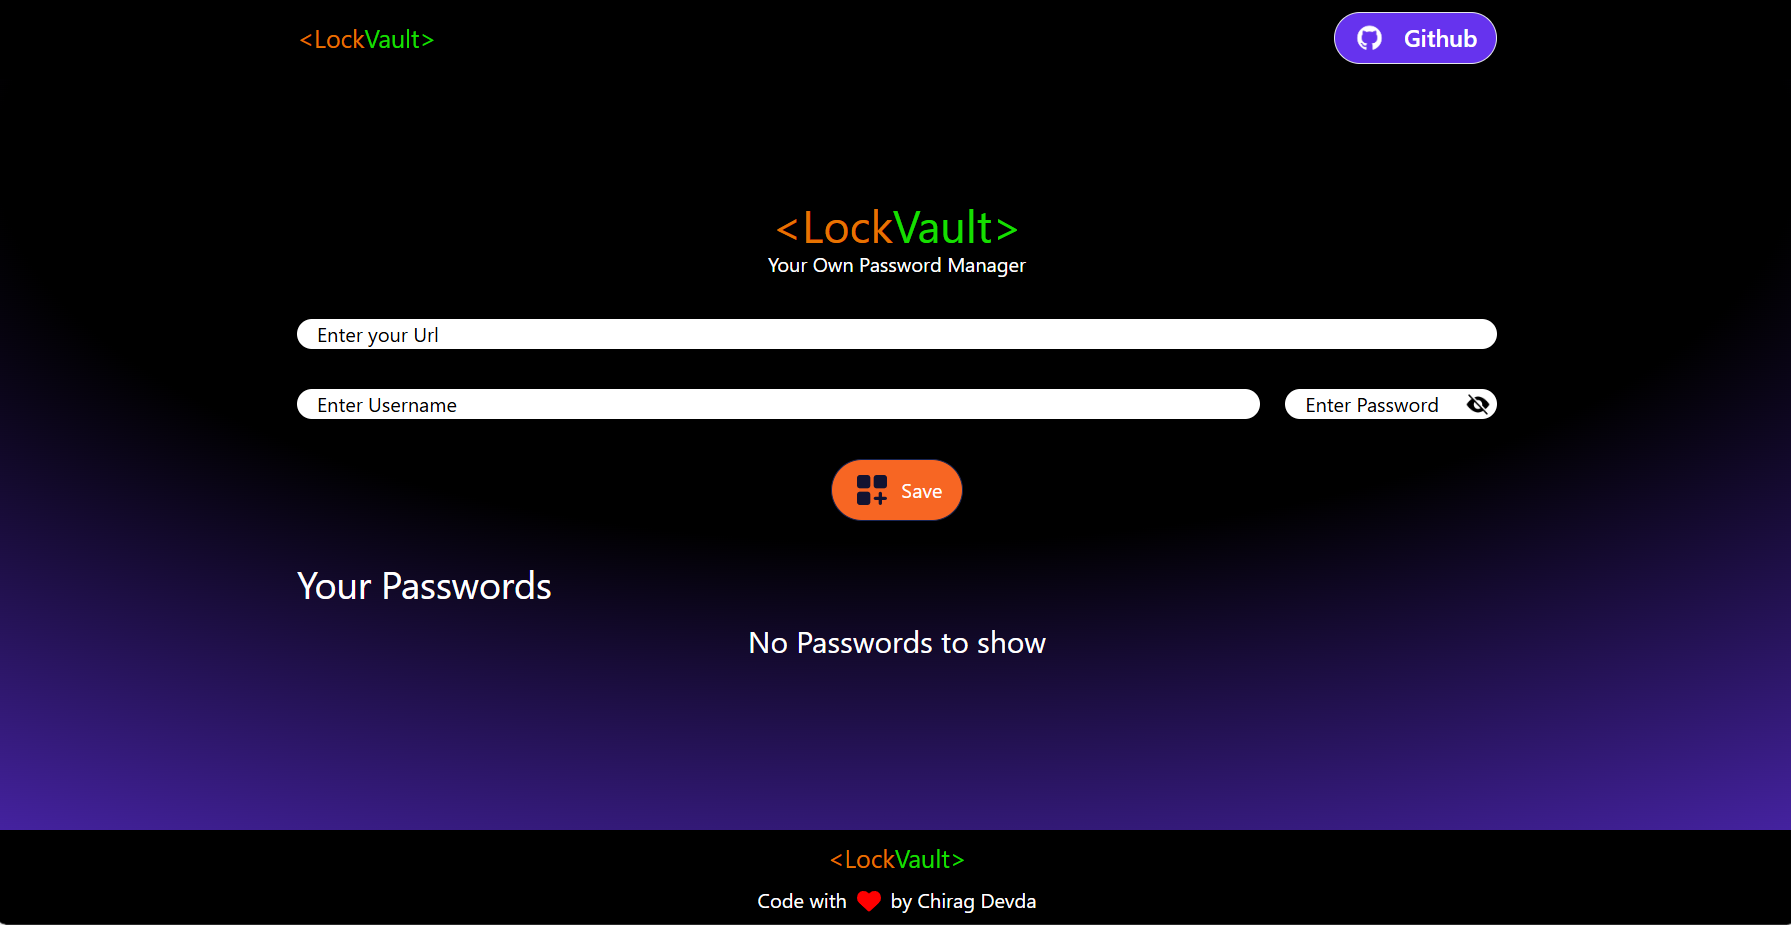 <LockVault>
Github
<LockVault>
Your Own Password Manager
Enter your Url
Enter Username
Enter Password
Save
Your Passwords
No Passwords to show
<LockVault>
Code with by Chirag Devda